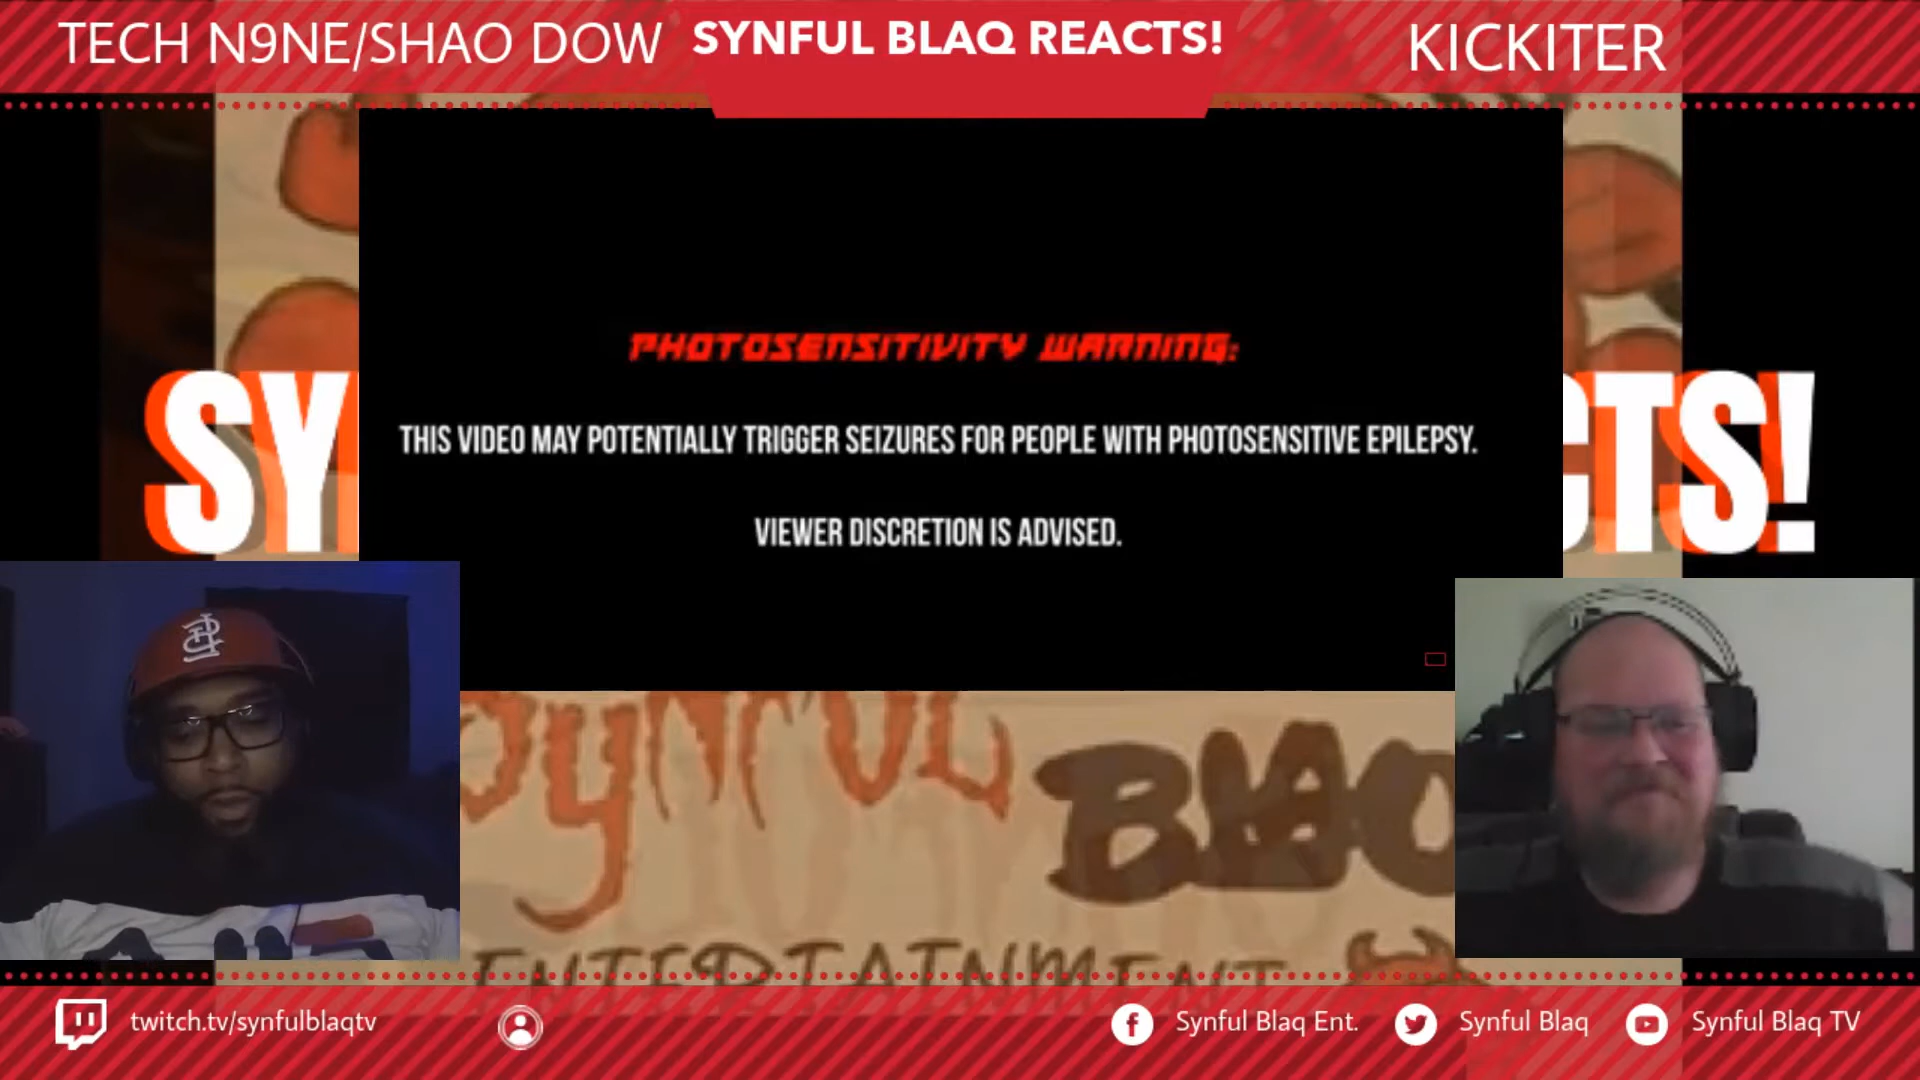 TECH N9NE/SHAO DOW
SYNFUL BLAQ REACTS!
KICKITER
PHOTOSENSITIVITY WARNING:
THIS VIDEO MAY POTENTIALLY TRIGGER SEIZURES FOR PEOPLE WITH PHOTOSENSITIVE EPILEPSY.
VIEWER DISCRETION IS ADVISED.
SY
CTS!
SYNFUL BLAQ
ENTERTAINMENT
twitch.tv/synfulblaqtv
Synful Blaq Ent.
Synful Blaq
Synful Blaq TV